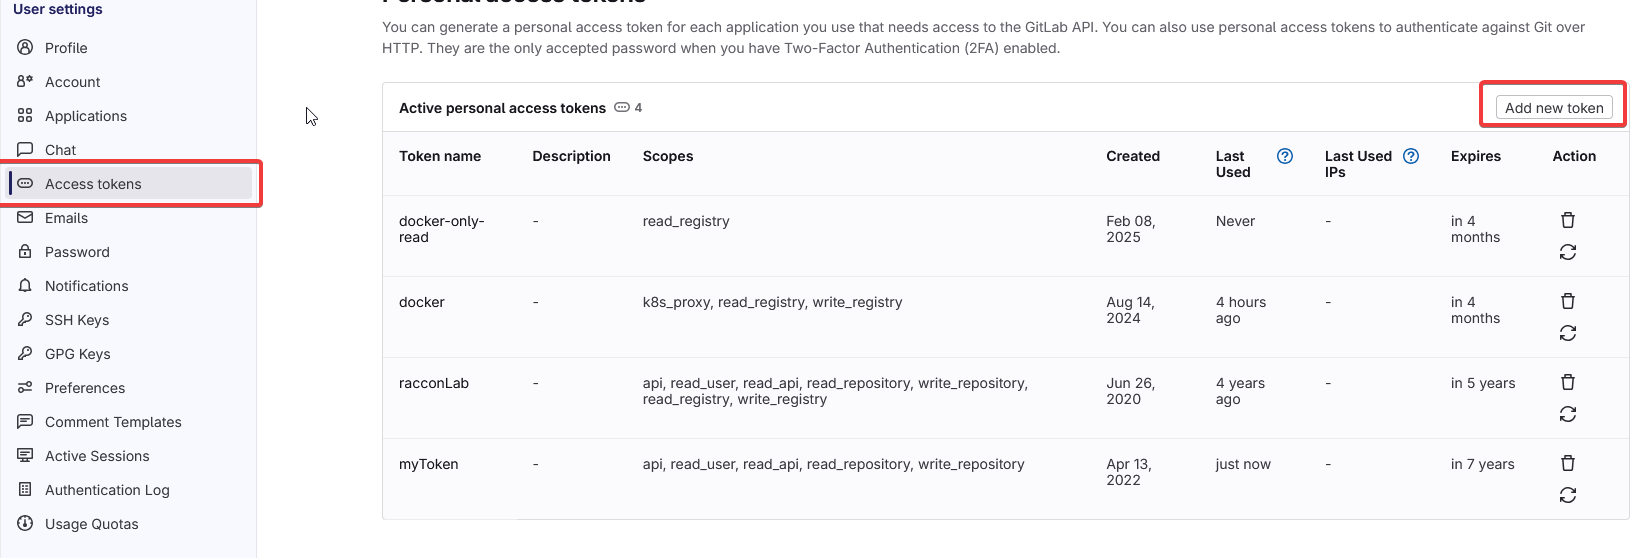 User settings
Profile
Account
Applications
Chat
Access tokens
Emails
Password
Notifications
SSH Keys
GPG Keys
Preferences
Comment Templates
Active Sessions
Authentication Log
Usage Quotas
Personal access tokens
You can generate a personal access token for each application you use that needs access to the GitLab API. You can also use personal access tokens to authenticate against Git over
HTTP. They are the only accepted password when you have Two-Factor Authentication (2FA) enabled.
Active personal access tokens 4
Add new token
Token name Description Scopes Created Last Used ? Last Used IPs ? Expires Action
docker-only-read - read_registry Feb 08, 2025 Never - in 4 months
docker - k8s_proxy, read_registry, write_registry Aug 14, 2024 4 hours ago - in 4 months
racconLab - api, read_user, read_api, read_repository, write_repository, read_registry, write_registry Jun 26, 2020 4 years ago - in 5 years
myToken - api, read_user, read_api, read_repository, write_repository Apr 13, 2022 just now - in 7 years